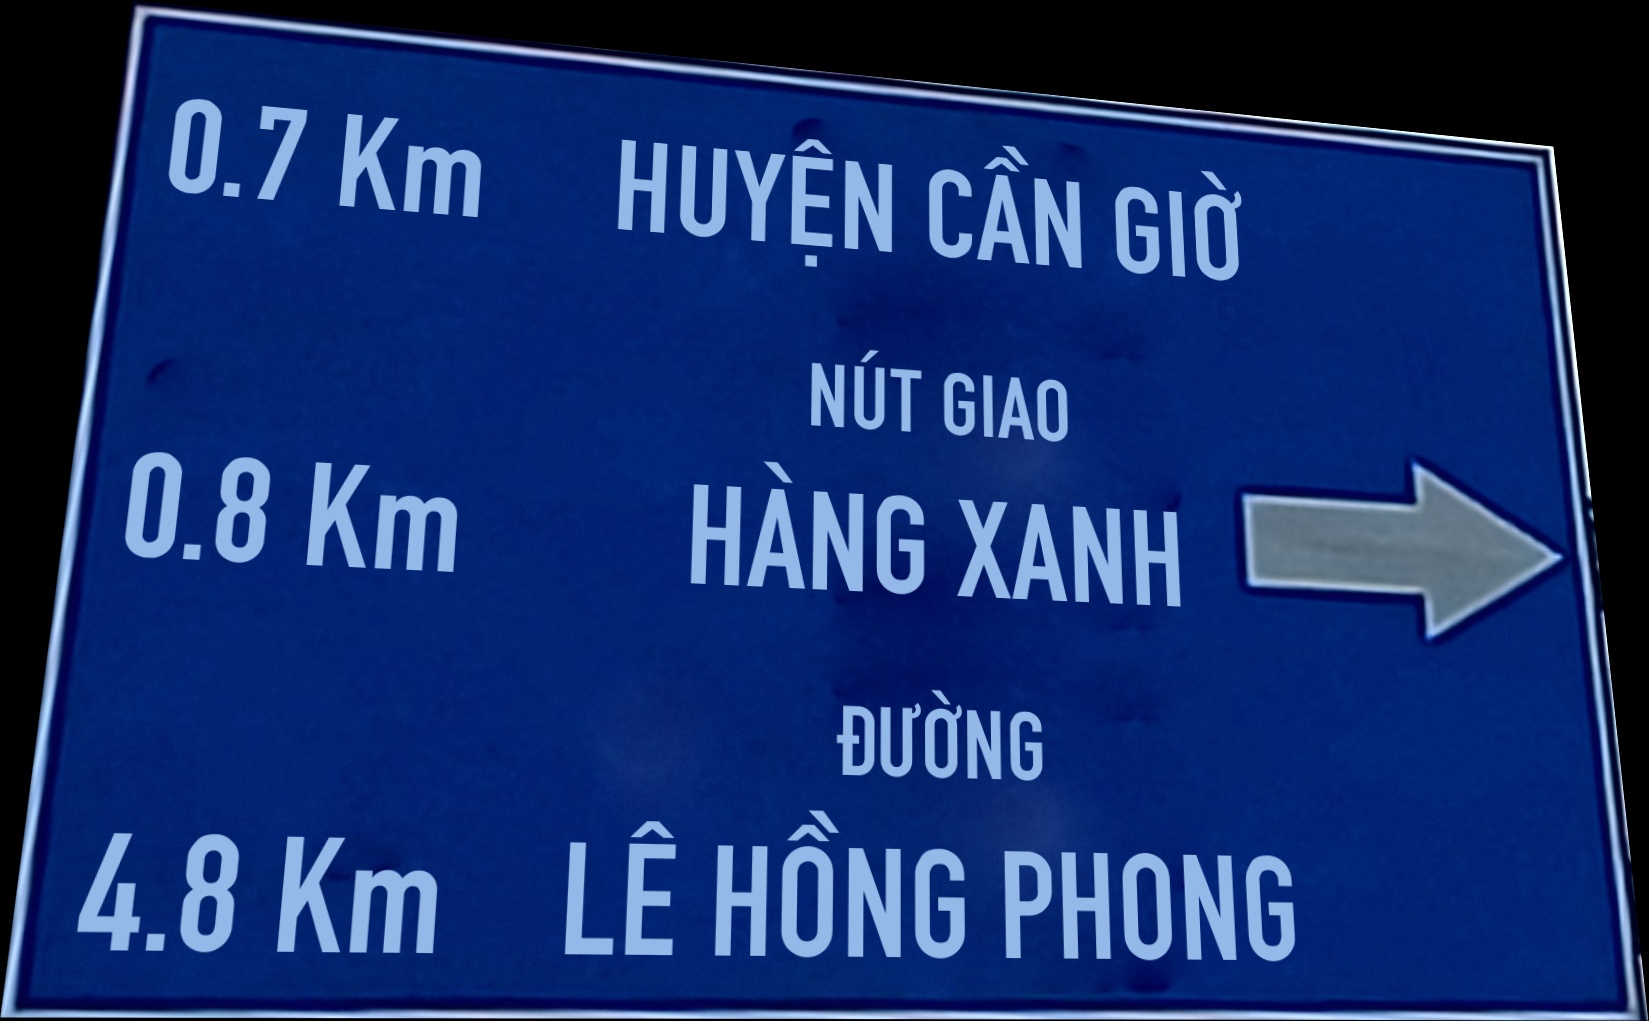 0.7 Km HUYỆN CẦN GIỜ
NÚT GIAO
0.8 Km HÀNG XANH
ĐƯỜNG
4.8 Km LÊ HỒNG PHONG